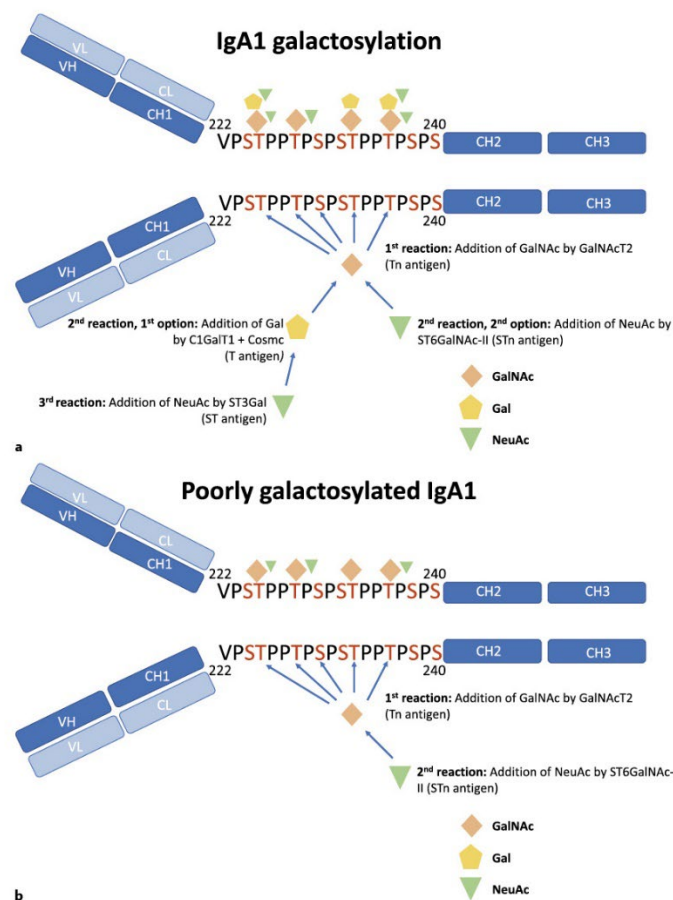 IgA1 galactosylation
VL
VH
CL
CH1
222
240
VPSTPPTPSPSTPPTPSPS
CH2
CH3
VPSTPPTPSPSTPPTPSPS
CH2
CH3
222
240
CH1
VH
CL
VL
1st reaction: Addition of GalNAc by GalNAcT2
(Tn antigen)
2nd reaction, 1st option: Addition of Gal
by C1GalT1 + Cosmc
(T antigen)
2nd reaction, 2nd option: Addition of NeuAc by
ST6GalNAc-II (STn antigen)
3rd reaction: Addition of NeuAc by ST3Gal
(ST antigen)
GalNAc
Gal
NeuAc
a
Poorly galactosylated IgA1
VL
VH
CL
CH1
222
240
VPSTPPTPSPSTPPTPSPS
CH2
CH3
VPSTPPTPSPSTPPTPSPS
CH2
CH3
222
240
CH1
VH
CL
VL
1st reaction: Addition of GalNAc by GalNAcT2
(Tn antigen)
2nd reaction: Addition of NeuAc by ST6GalNAc-
II (STn antigen)
GalNAc
Gal
NeuAc
b